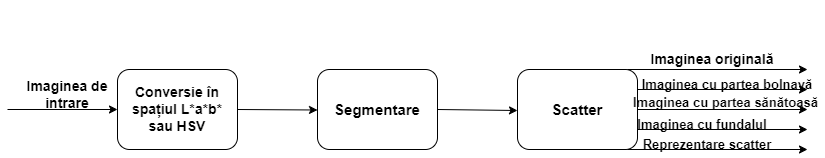 Imaginea de
intrare
Conversie în
spațiul L*a*b*
sau HSV
Segmentare
Scatter
Imaginea originală
Imaginea cu partea bolnavă
Imaginea cu partea sănătoasă
Imaginea cu fundalul
Reprezentare scatter